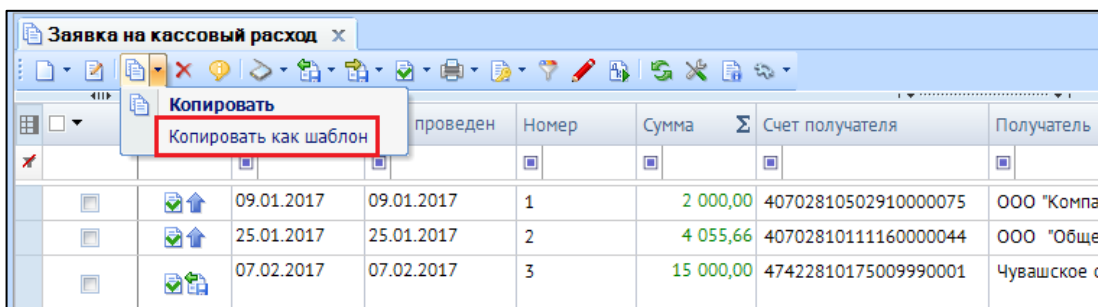 Заявка на кассовый расход x
Копировать
Копировать как шаблон
проведен Номер Сумма Σ Счет получателя Получатель
09.01.2017 09.01.2017 1 2 000,00 40702810502910000075 ООО "Компа
25.01.2017 25.01.2017 2 4 055,66 40702810111160000044 ООО "Обще
07.02.2017 07.02.2017 3 15 000,00 47422810175009990001 Чувашское о